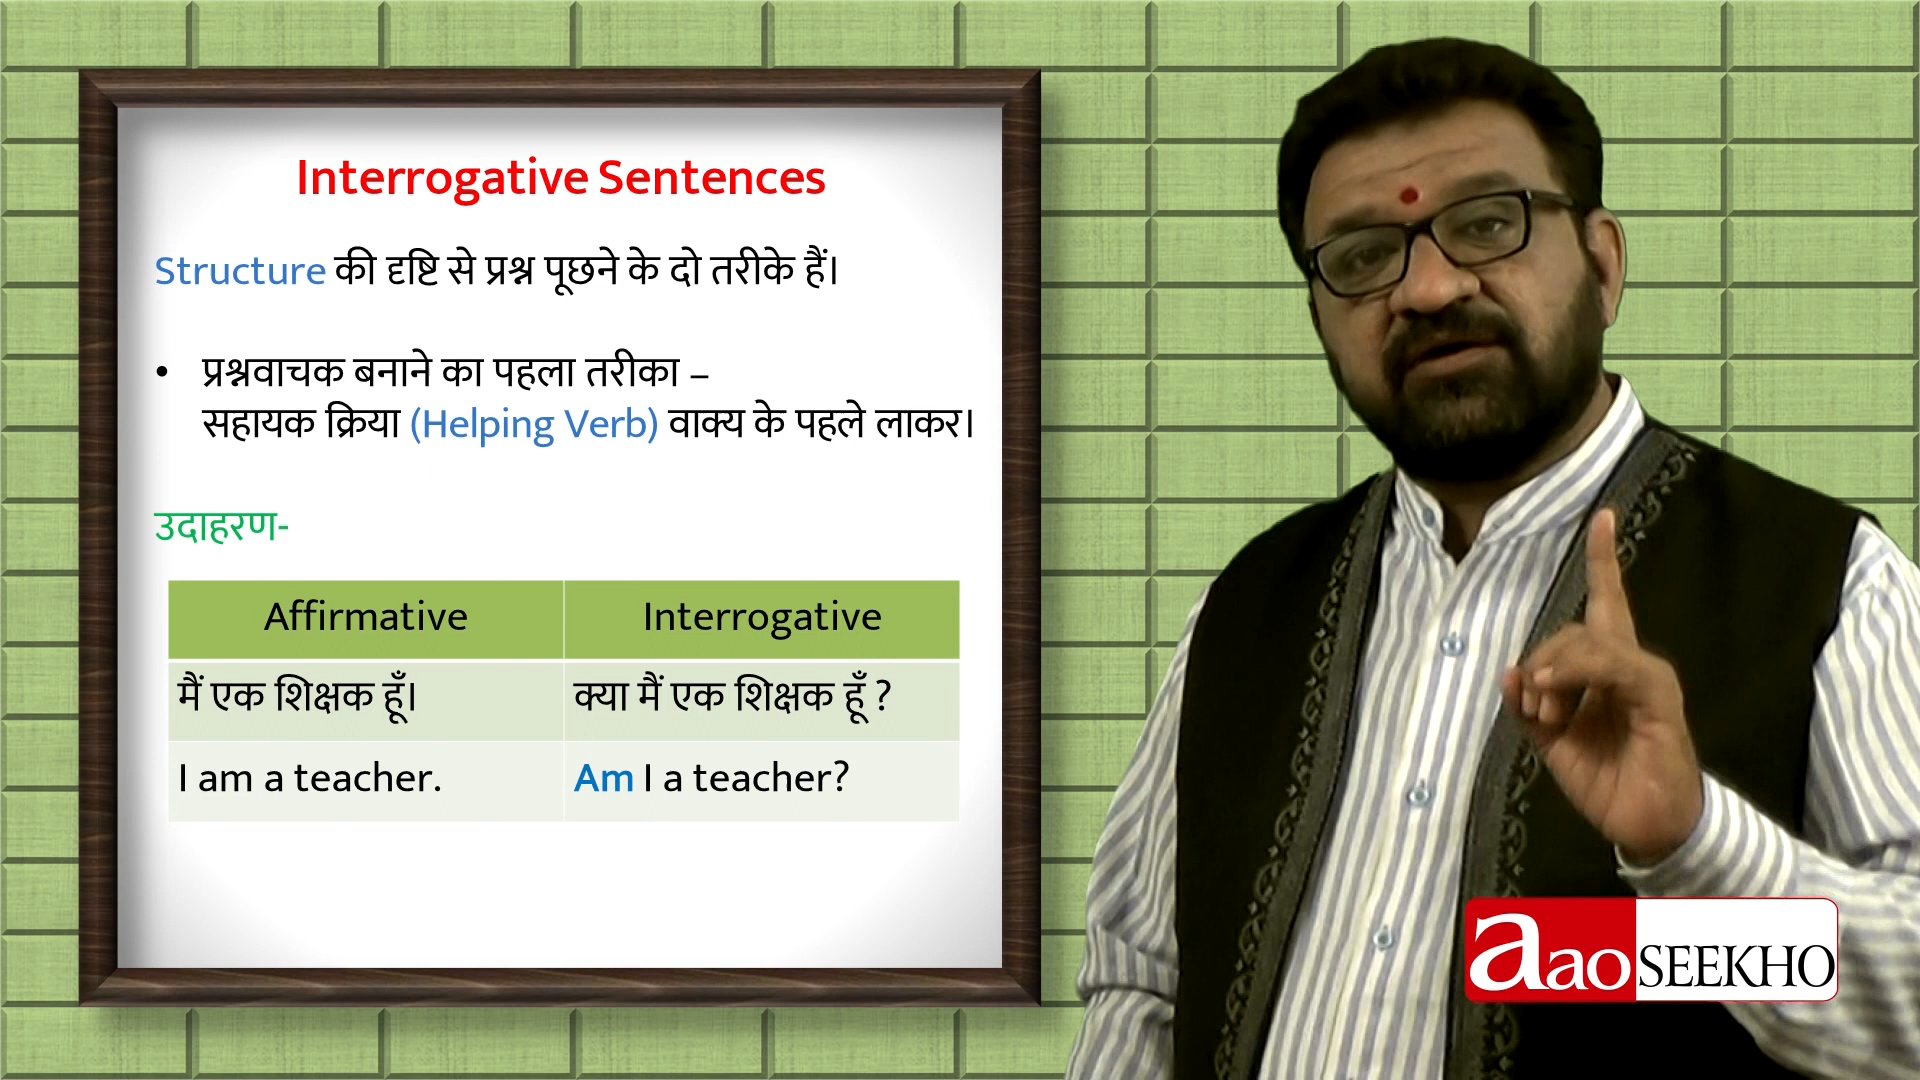 Interrogative Sentences
Structure की दृष्टि से प्रश्न पूछने के दो तरीके हैं।
• प्रश्नवाचक बनाने का पहला तरीका –
सहायक क्रिया (Helping Verb) वाक्य के पहले लाकर।
उदाहरण-
Affirmative Interrogative
मैं एक शिक्षक हूँ। क्या मैं एक शिक्षक हूँ ?
I am a teacher. Am I a teacher?
aao SEEKHO